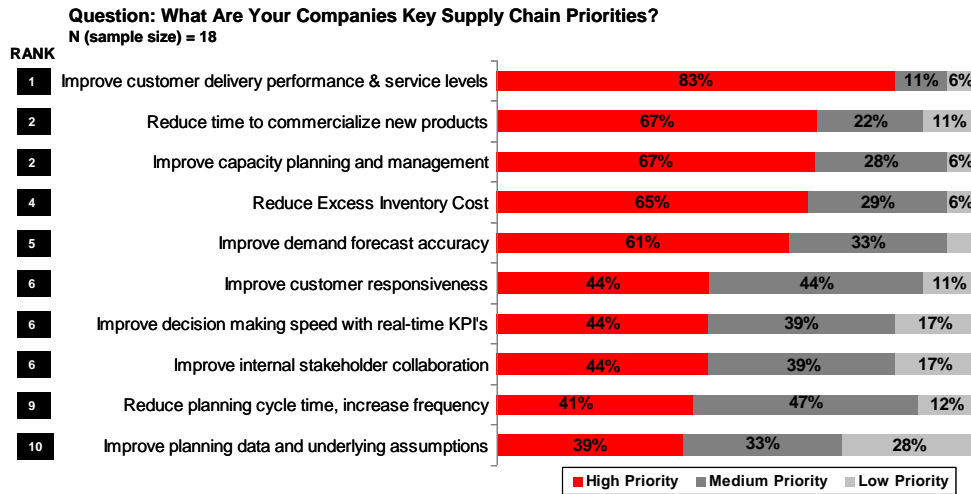 Question: What Are Your Companies Key Supply Chain Priorities?
N (sample size) = 18
RANK
1 Improve customer delivery performance & service levels 83% 11% 6%
2 Reduce time to commercialize new products 67% 22% 11%
2 Improve capacity planning and management 67% 28% 6%
4 Reduce Excess Inventory Cost 65% 29% 6%
5 Improve demand forecast accuracy 61% 33%
6 Improve customer responsiveness 44% 44% 11%
6 Improve decision making speed with real-time KPI's 44% 39% 17%
6 Improve internal stakeholder collaboration 44% 39% 17%
9 Reduce planning cycle time, increase frequency 41% 47% 12%
10 Improve planning data and underlying assumptions 39% 33% 28%
High Priority Medium Priority Low Priority